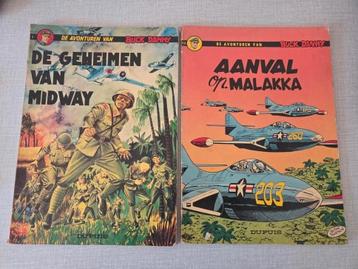 DE AVONTUREN VAN BUCK DANNY
DE GEHEIMEN
VAN
MIDWAY
DUPUIS
DE AVONTUREN VAN BUCK DANNY
AANVAL
op MALAKKA
203
DUPUIS